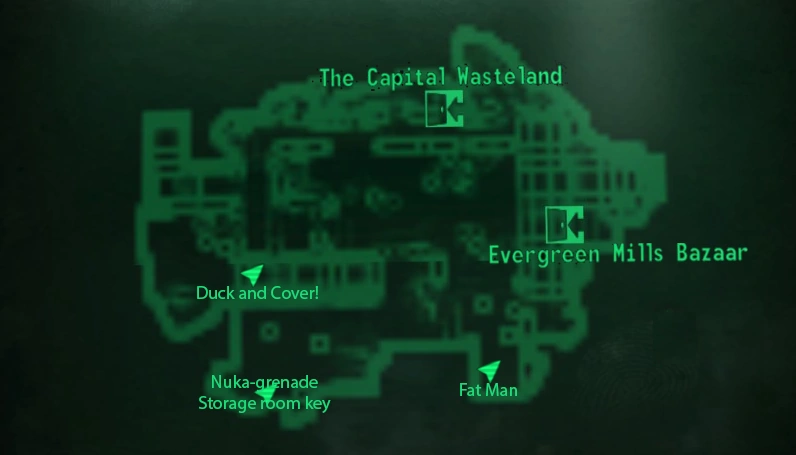 The Capital Wasteland
Evergreen Mills Bazaar
Duck and Cover!
Nuka-grenade
Storage room key
Fat Man